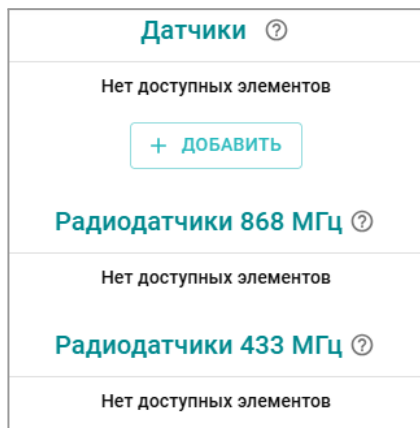 Датчики ?
Нет доступных элементов
+ ДОБАВИТЬ
Радиодатчики 868 МГц ?
Нет доступных элементов
Радиодатчики 433 МГц ?
Нет доступных элементов